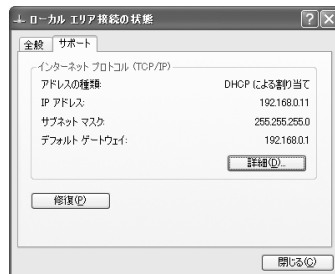 ローカル エリア接続の状態
全般 サポート
インターネット プロトコル (TCP/IP)
アドレスの種類: DHCP による割り当て
IP アドレス: 192.168.0.11
サブネット マスク: 255.255.255.0
デフォルト ゲートウェイ: 192.168.0.1
詳細(D)...
修復(P)
閉じる(C)